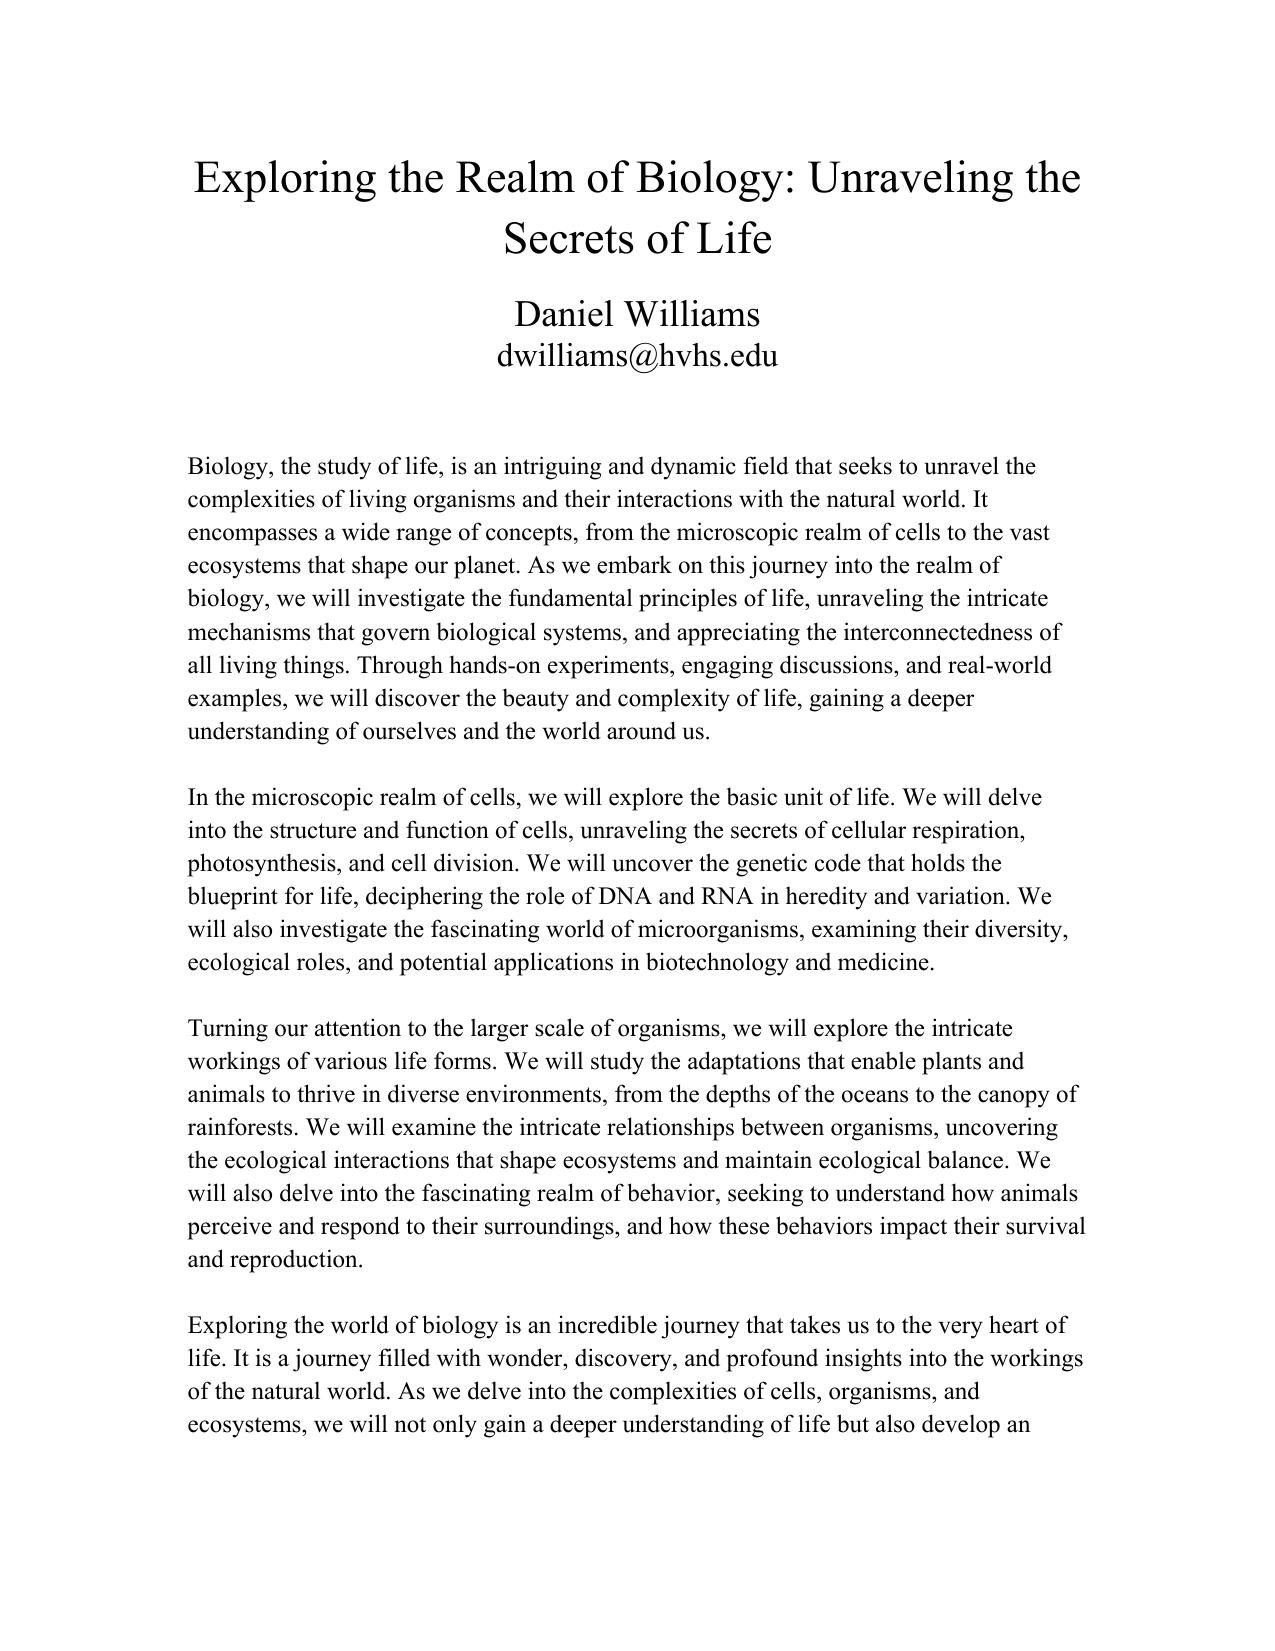 Exploring the Realm of Biology: Unraveling the
Secrets of Life
Daniel Williams
dwilliams@hvhs.edu
Biology, the study of life, is an intriguing and dynamic field that seeks to unravel the
complexities of living organisms and their interactions with the natural world. It
encompasses a wide range of concepts, from the microscopic realm of cells to the vast
ecosystems that shape our planet. As we embark on this journey into the realm of
biology, we will investigate the fundamental principles of life, unraveling the intricate
mechanisms that govern biological systems, and appreciating the interconnectedness of
all living things. Through hands-on experiments, engaging discussions, and real-world
examples, we will discover the beauty and complexity of life, gaining a deeper
understanding of ourselves and the world around us.
In the microscopic realm of cells, we will explore the basic unit of life. We will delve
into the structure and function of cells, unraveling the secrets of cellular respiration,
photosynthesis, and cell division. We will uncover the genetic code that holds the
blueprint for life, deciphering the role of DNA and RNA in heredity and variation. We
will also investigate the fascinating world of microorganisms, examining their diversity,
ecological roles, and potential applications in biotechnology and medicine.
Turning our attention to the larger scale of organisms, we will explore the intricate
workings of various life forms. We will study the adaptations that enable plants and
animals to thrive in diverse environments, from the depths of the oceans to the canopy of
rainforests. We will examine the intricate relationships between organisms, uncovering
the ecological interactions that shape ecosystems and maintain ecological balance. We
will also delve into the fascinating realm of behavior, seeking to understand how animals
perceive and respond to their surroundings, and how these behaviors impact their survival
and reproduction.
Exploring the world of biology is an incredible journey that takes us to the very heart of
life. It is a journey filled with wonder, discovery, and profound insights into the workings
of the natural world. As we delve into the complexities of cells, organisms, and
ecosystems, we will not only gain a deeper understanding of life but also develop an